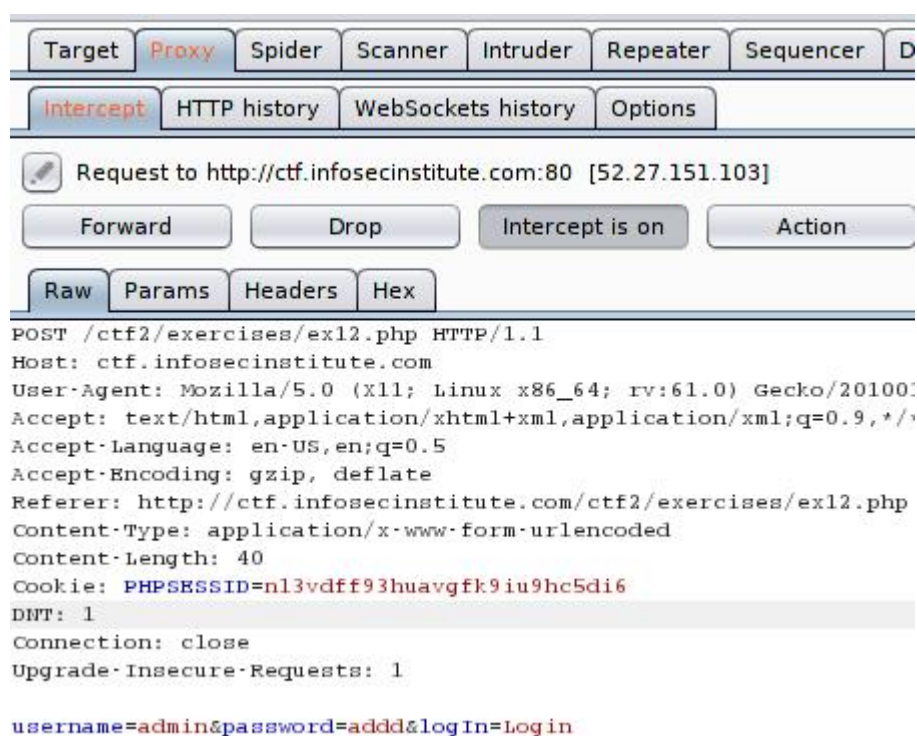 Target Proxy Spider Scanner Intruder Repeater Sequencer D
Intercept HTTP history WebSockets history Options
Request to http://ctf.infosecinstitute.com:80 [52.27.151.103]
Forward Drop Intercept is on Action
Raw Params Headers Hex
POST /ctf2/exercises/ex12.php HTTP/1.1
Host: ctf.infosecinstitute.com
User-Agent: Mozilla/5.0 (X11; Linux x86_64; rv:61.0) Gecko/201001
Accept: text/html,application/xhtml+xml,application/xml;q=0.9,*/*
Accept-Language: en-US,en;q=0.5
Accept-Encoding: gzip, deflate
Referer: http://ctf.infosecinstitute.com/ctf2/exercises/ex12.php
Content-Type: application/x-www-form-urlencoded
Content-Length: 40
Cookie: PHPSESSID=nl3vdff93huavgfk9iu9hc5di6
DNT: 1
Connection: close
Upgrade-Insecure-Requests: 1
username=admin&password=addd&logIn=Login